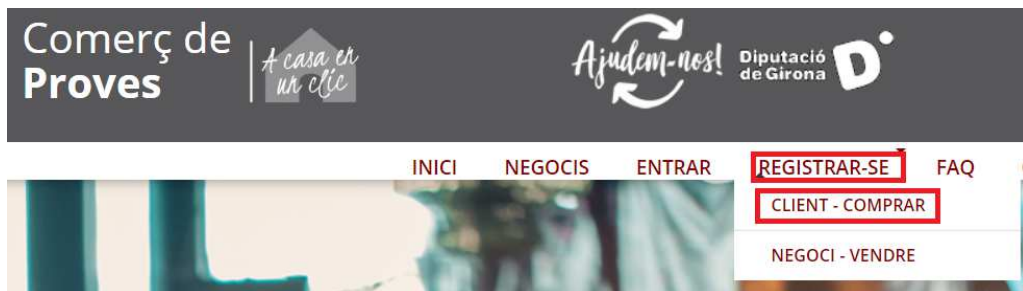 Comerç de
Proves
A casa en
un clic
Ajudem-nos!
Diputació
de Girona
D
INICI NEGOCIS ENTRAR REGISTRAR-SE FAQ
CLIENT - COMPRAR
NEGOCI - VENDRE